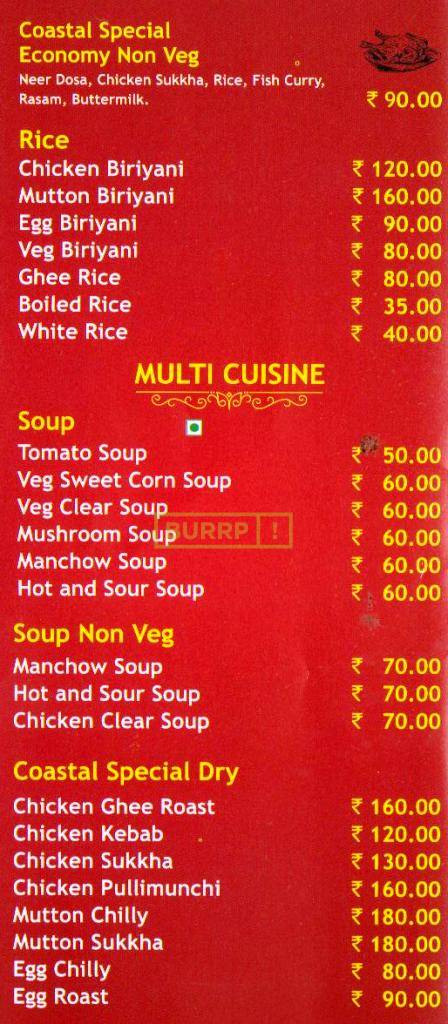 Coastal Special
Economy Non Veg
Neer Dosa, Chicken Sukkha, Rice, Fish Curry,
Rasam, Buttermilk. ₹ 90.00
Rice
Chicken Biriyani ₹ 120.00
Mutton Biriyani ₹ 160.00
Egg Biriyani ₹ 90.00
Veg Biriyani ₹ 80.00
Ghee Rice ₹ 80.00
Boiled Rice ₹ 35.00
White Rice ₹ 40.00
MULTI CUISINE
Soup
Tomato Soup ₹ 50.00
Veg Sweet Corn Soup ₹ 60.00
Veg Clear Soup ₹ 60.00
BURRP!
Mushroom Soup ₹ 60.00
Manchow Soup ₹ 60.00
Hot and Sour Soup ₹ 60.00
Soup Non Veg
Manchow Soup ₹ 70.00
Hot and Sour Soup ₹ 70.00
Chicken Clear Soup ₹ 70.00
Coastal Special Dry
Chicken Ghee Roast ₹ 160.00
Chicken Kebab ₹ 120.00
Chicken Sukkha ₹ 130.00
Chicken Pullimunchi ₹ 160.00
Mutton Chilly ₹ 180.00
Mutton Sukkha ₹ 180.00
Egg Chilly ₹ 80.00
Egg Roast ₹ 90.00